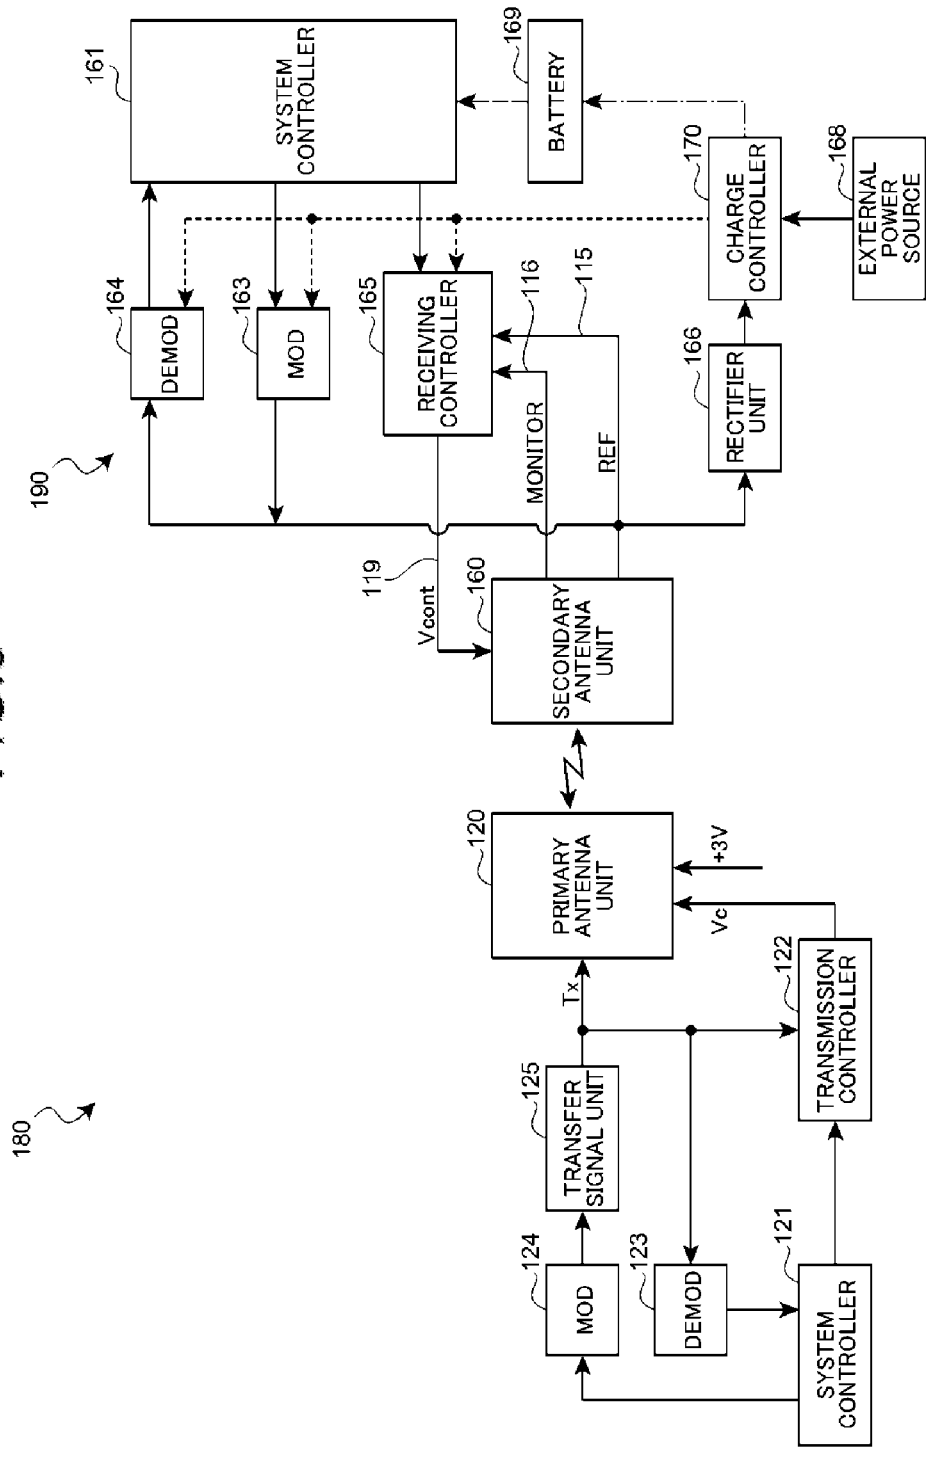 180
SYSTEM
CONTROLLER
121
MOD
124
DEMOD
123
TRANSFER
SIGNAL UNIT
125
TRANSMISSION
CONTROLLER
122
Tx
Vc
+3V
PRIMARY
ANTENNA
UNIT
120
190
SECONDARY
ANTENNA
UNIT
160
Vcont
119
MONITOR
116
REF
115
DEMOD
164
MOD
163
RECEIVING
CONTROLLER
165
RECTIFIER
UNIT
166
SYSTEM
CONTROLLER
161
BATTERY
169
CHARGE
CONTROLLER
170
EXTERNAL
POWER
SOURCE
168